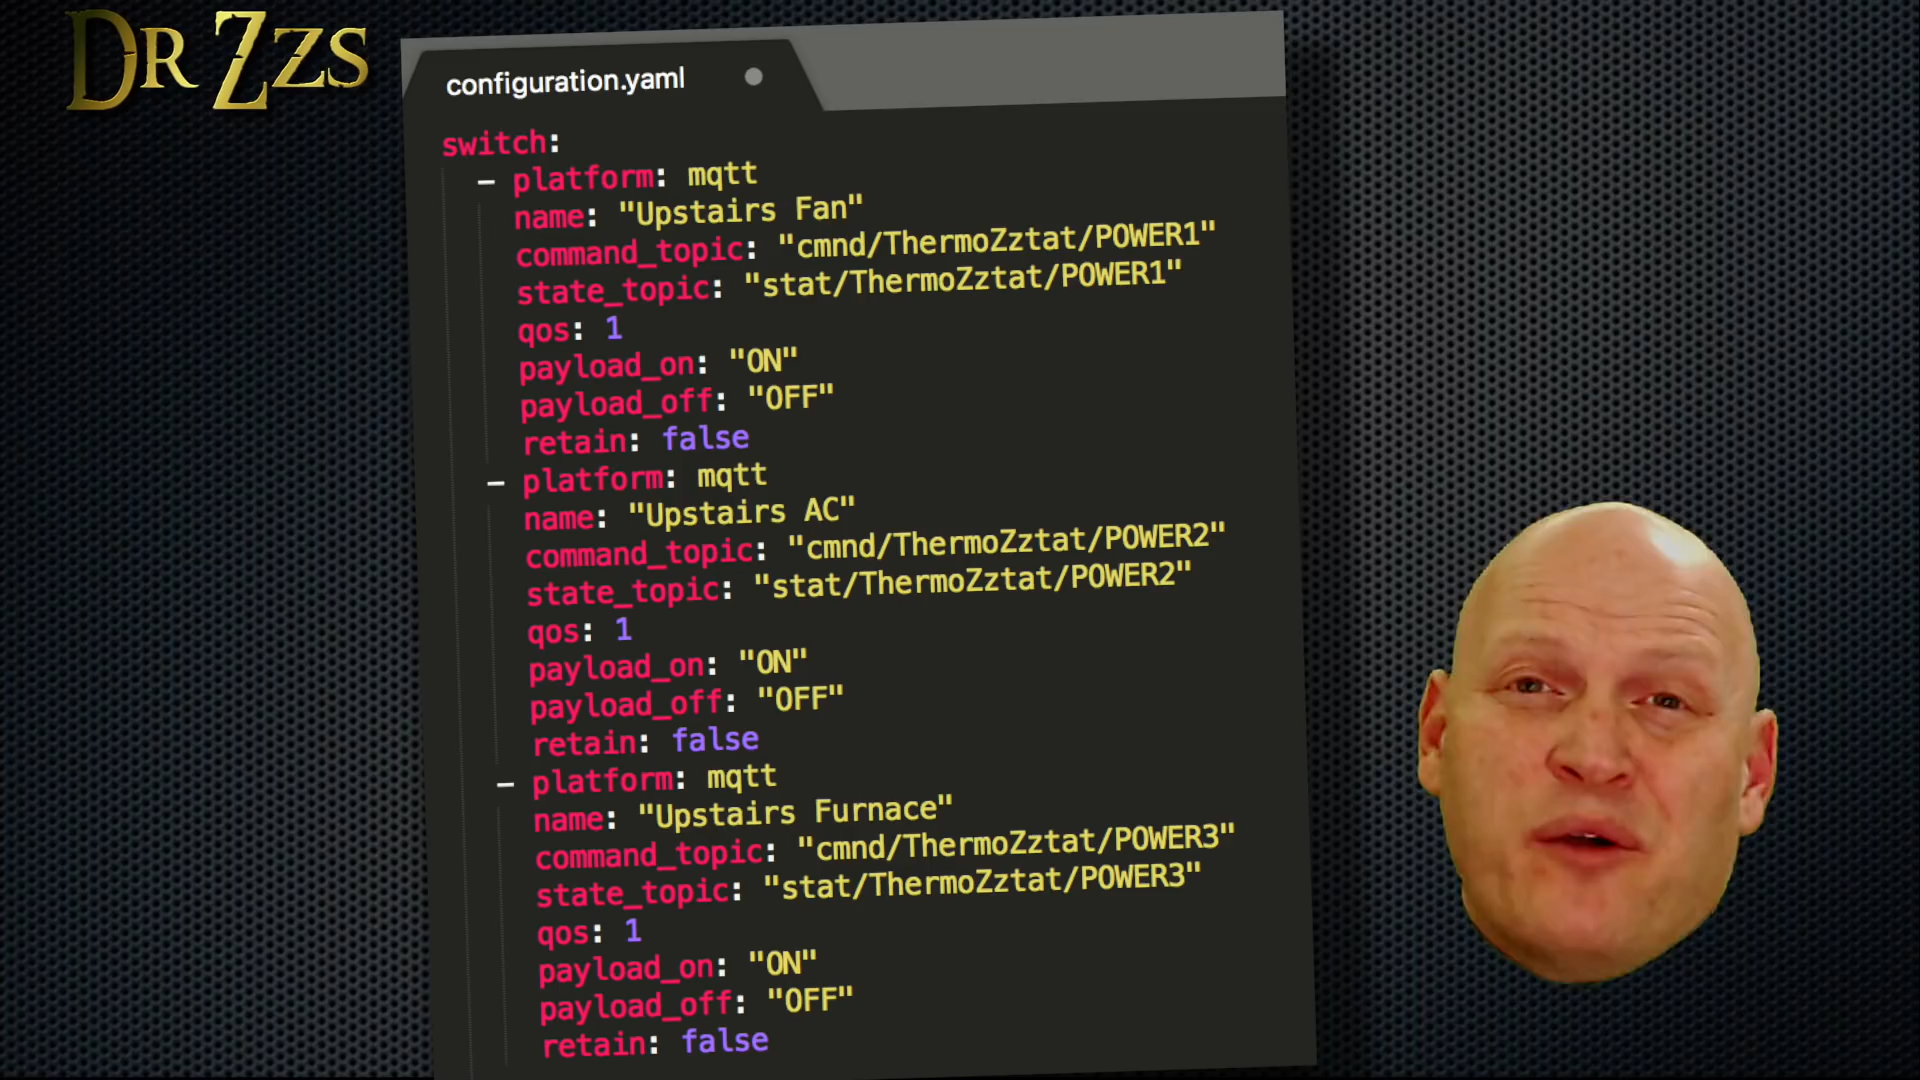 DR ZZS
configuration.yaml
switch:
- platform: mqtt
name: "Upstairs Fan"
command_topic: "cmnd/ThermoZztat/POWER1"
state_topic: "stat/ThermoZztat/POWER1"
qos: 1
payload_on: "ON"
payload_off: "OFF"
retain: false
- platform: mqtt
name: "Upstairs AC"
command_topic: "cmnd/ThermoZztat/POWER2"
state_topic: "stat/ThermoZztat/POWER2"
qos: 1
payload_on: "ON"
payload_off: "OFF"
retain: false
- platform: mqtt
name: "Upstairs Furnace"
command_topic: "cmnd/ThermoZztat/POWER3"
state_topic: "stat/ThermoZztat/POWER3"
qos: 1
payload_on: "ON"
payload_off: "OFF"
retain: false